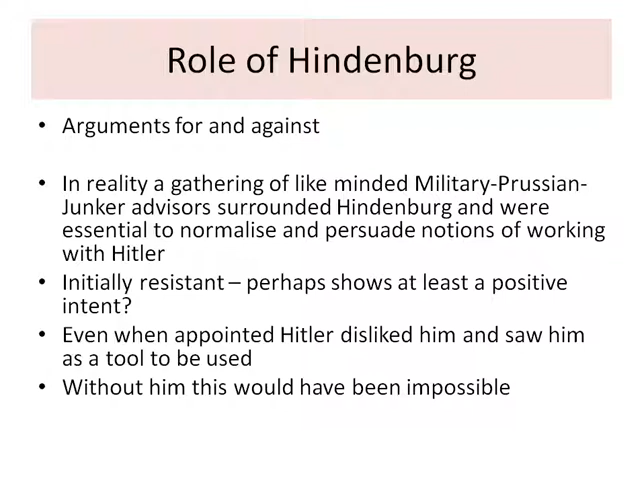 Role of Hindenburg
• Arguments for and against
• In reality a gathering of like minded Military-Prussian-
Junker advisors surrounded Hindenburg and were
essential to normalise and persuade notions of working
with Hitler
• Initially resistant – perhaps shows at least a positive
intent?
• Even when appointed Hitler disliked him and saw him
as a tool to be used
• Without him this would have been impossible